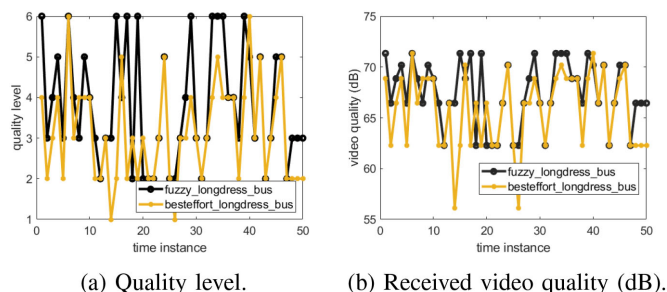 6
5
4
3
2
1
0
10
20
30
40
50
quality level
time instance
fuzzy_longdress_bus
besteffort_longdress_bus
75
70
65
60
55
0
10
20
30
40
50
video quality (dB)
time instance
fuzzy_longdress_bus
besteffort_longdress_bus
(a) Quality level.
(b) Received video quality (dB).